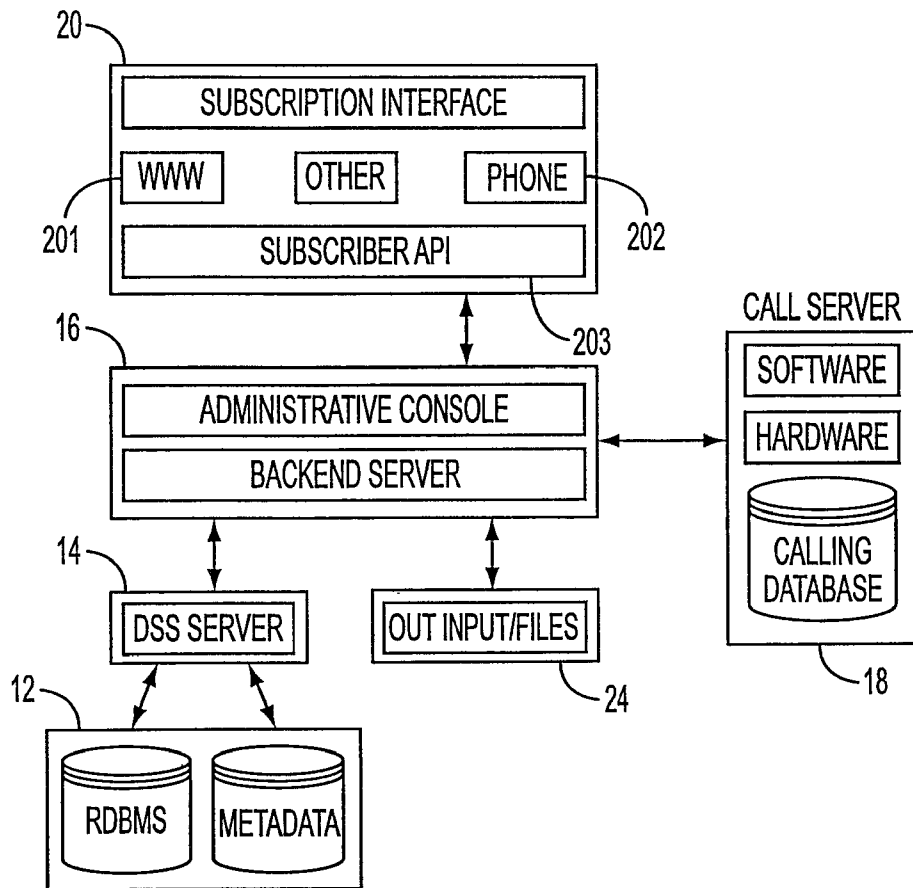 20
SUBSCRIPTION INTERFACE
WWW
OTHER
PHONE
201
202
SUBSCRIBER API
203
16
ADMINISTRATIVE CONSOLE
BACKEND SERVER
CALL SERVER
SOFTWARE
HARDWARE
CALLING
DATABASE
18
14
DSS SERVER
OUT INPUT/FILES
24
12
RDBMS
METADATA